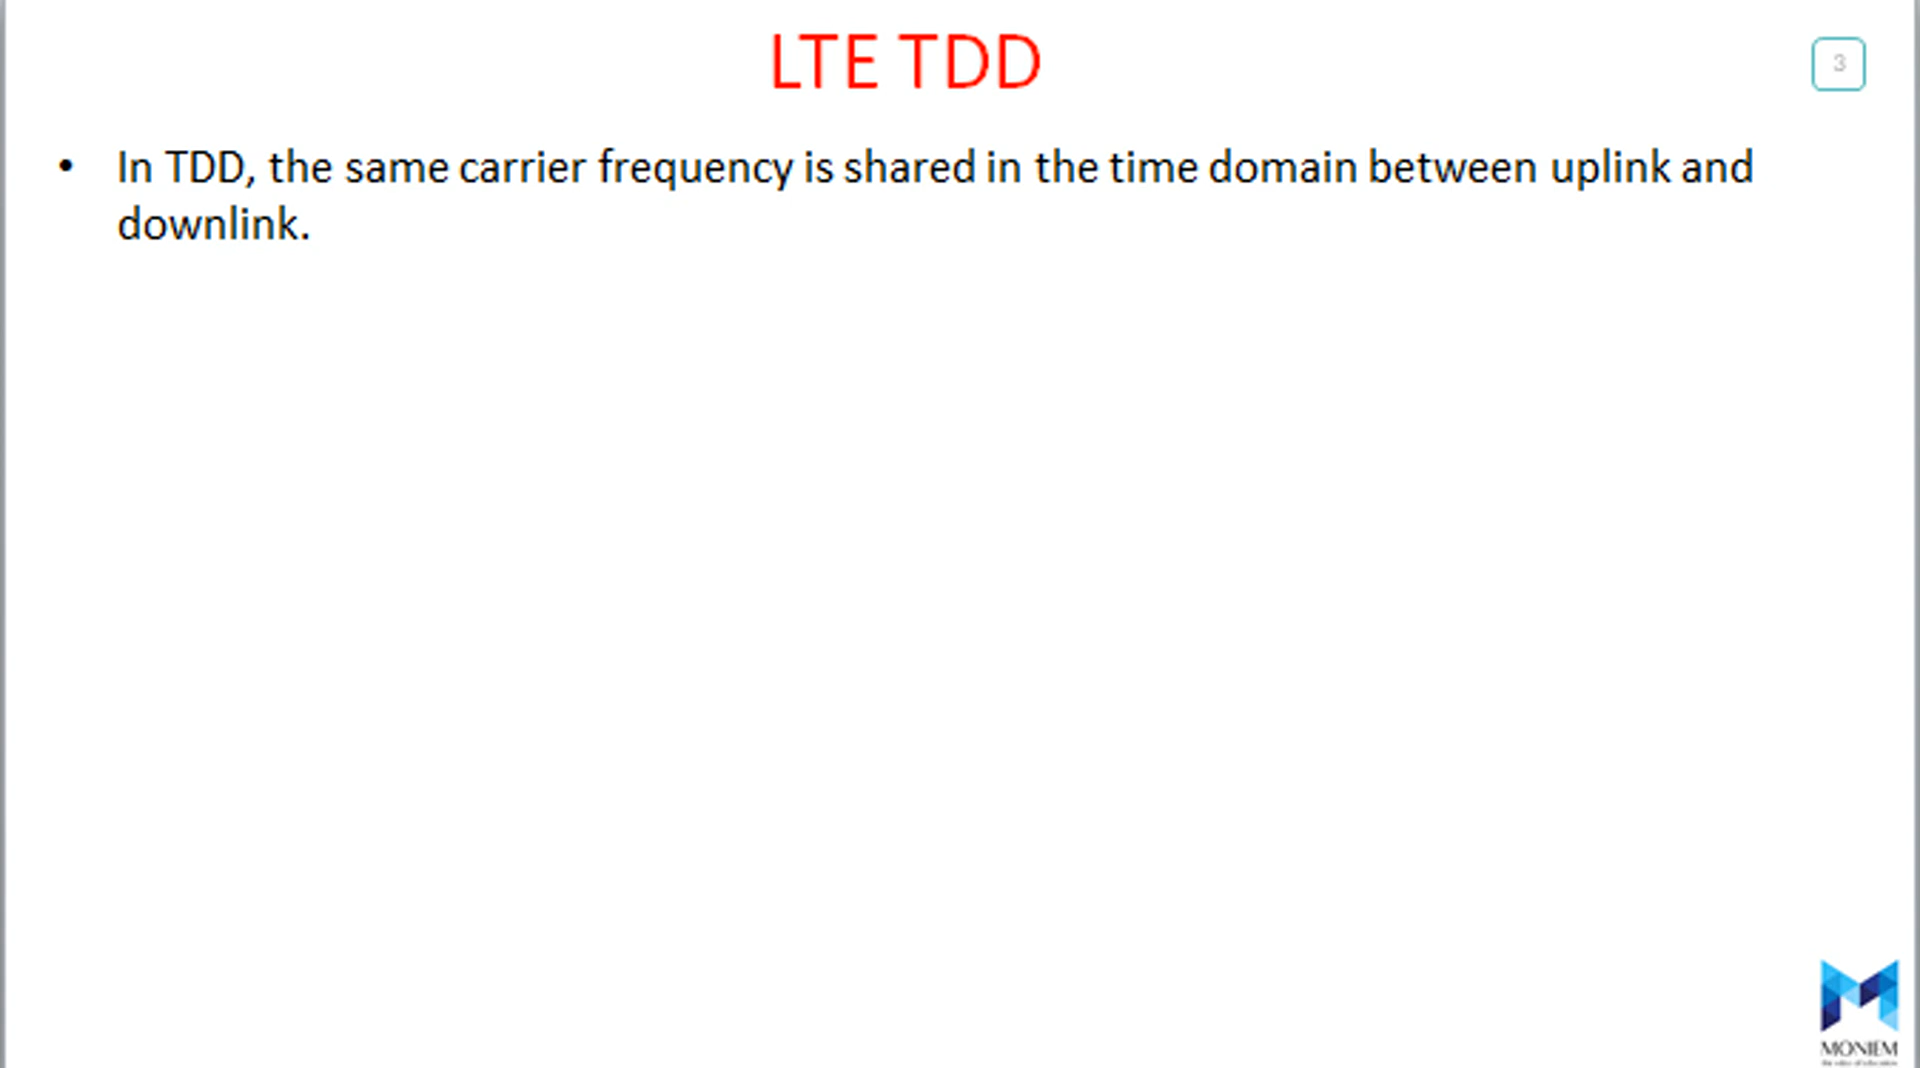 LTE TDD
3
• In TDD, the same carrier frequency is shared in the time domain between uplink and
downlink.
MONIEM